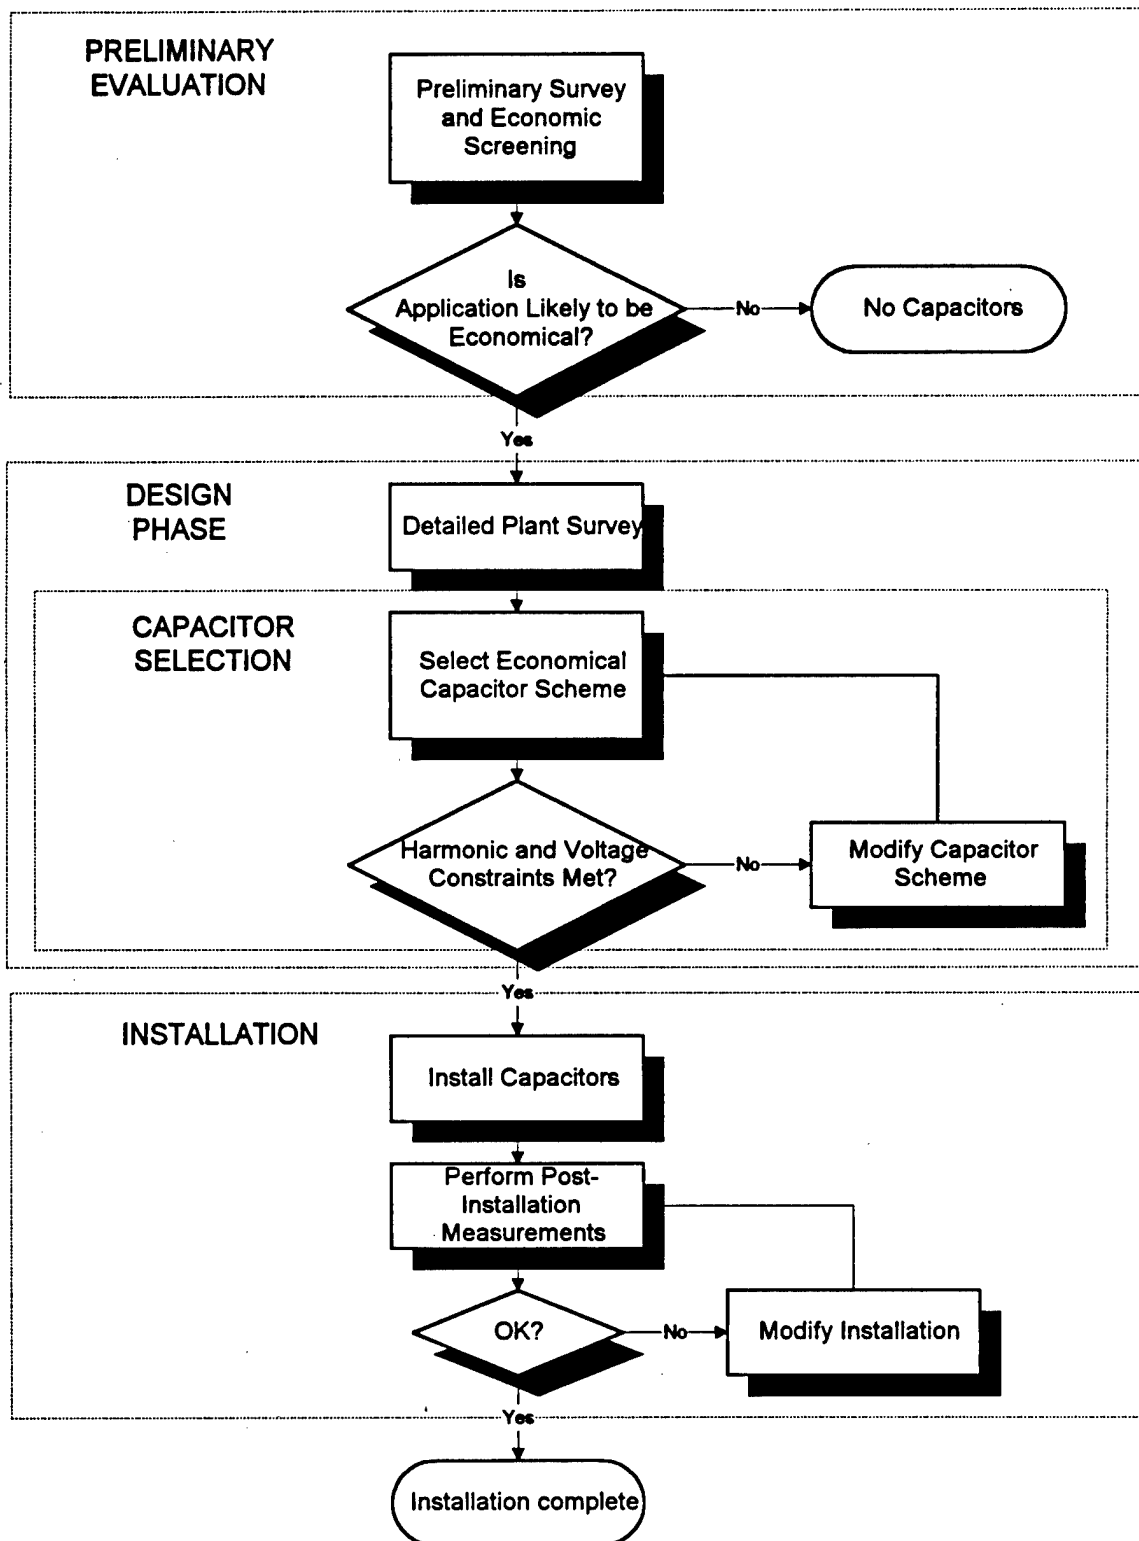 PRELIMINARY
EVALUATION
Preliminary Survey
and Economic
Screening
Is
Application Likely to be
Economical?
No
No Capacitors
Yes
DESIGN
PHASE
Detailed Plant Survey
CAPACITOR
SELECTION
Select Economical
Capacitor Scheme
Harmonic and Voltage
Constraints Met?
No
Modify Capacitor
Scheme
Yes
INSTALLATION
Install Capacitors
Perform Post-
Installation
Measurements
OK?
No
Modify Installation
Yes
Installation complete